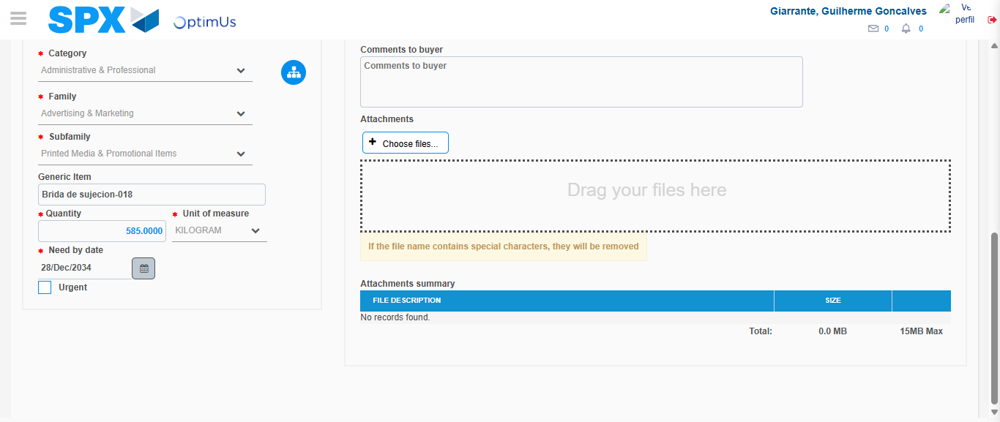 SPX
OptimUs
Giarrante, Guilherme Goncalves
Ve
perfil
0
0
* Category
Administrative & Professional
* Family
Advertising & Marketing
* Subfamily
Printed Media & Promotional Items
Generic Item
Brida de sujecion-018
* Quantity
* Unit of measure
585.0000
KILOGRAM
* Need by date
28/Dec/2034
Urgent
Comments to buyer
Comments to buyer
Attachments
+ Choose files...
Drag your files here
If the file name contains special characters, they will be removed
Attachments summary
FILE DESCRIPTION SIZE
No records found.
Total: 0.0 MB 15MB Max